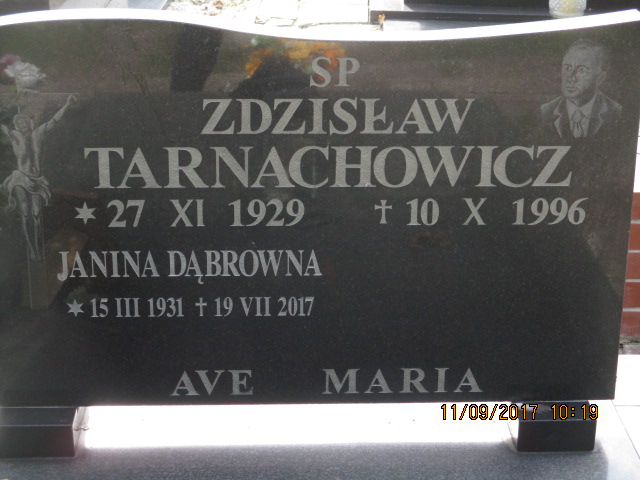 SP
ZDZISŁAW
TARNACHOWICZ
* 27 XI 1929 † 10 X 1996
JANINA DĄBROWNA
* 15 III 1931 † 19 VII 2017
AVE MARIA
11/09/2017 10:19